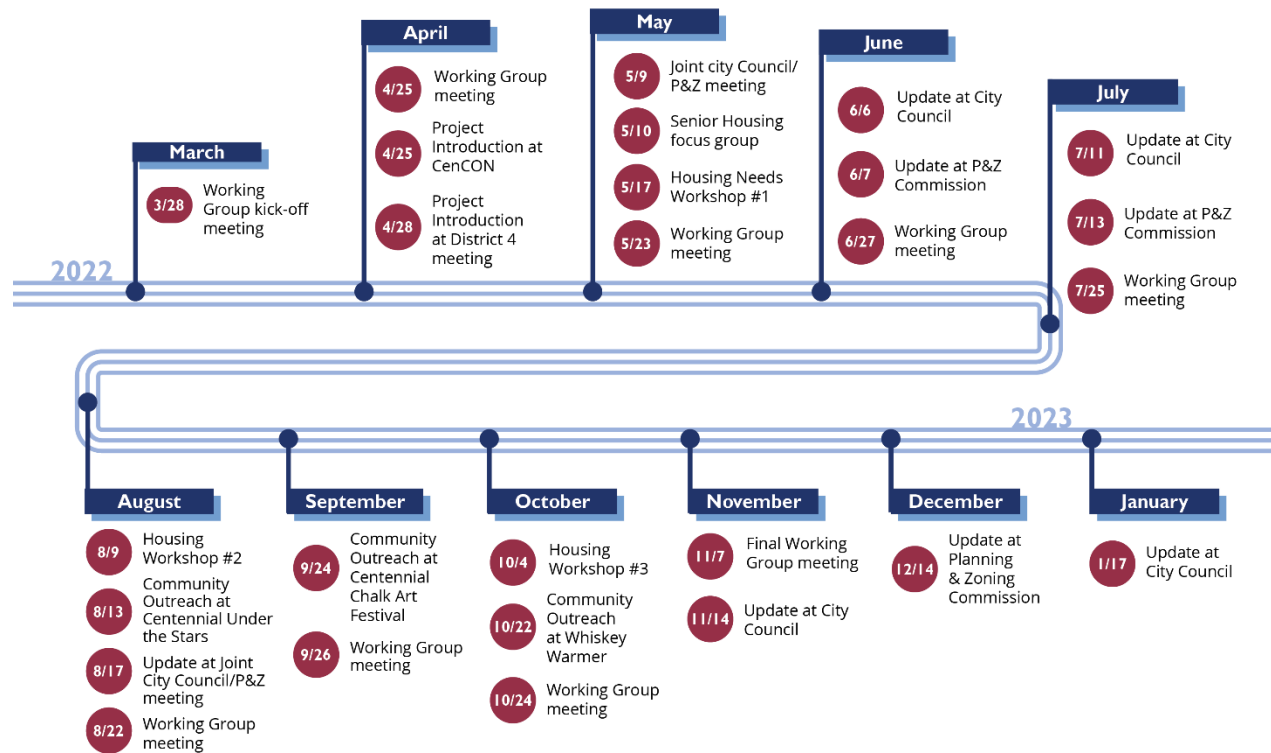 2022
March
3/28
Working
Group kick-off
meeting
April
4/25
Working Group
meeting
4/25
Project
Introduction at
CenCON
4/28
Project
Introduction
at District 4
meeting
May
5/9
Joint city Council/
P&Z meeting
5/10
Senior Housing
focus group
5/17
Housing Needs
Workshop #1
5/23
Working Group
meeting
June
6/6
Update at City
Council
6/7
Update at P&Z
Commission
6/27
Working Group
meeting
July
7/11
Update at City
Council
7/13
Update at P&Z
Commission
7/25
Working Group
meeting
August
8/9
Housing
Workshop #2
8/13
Community
Outreach at
Centennial Under
the Stars
8/17
Update at Joint
City Council/P&Z
meeting
8/22
Working Group
meeting
September
9/24
Community
Outreach at
Centennial
Chalk Art
Festival
9/26
Working Group
meeting
October
10/4
Housing
Workshop #3
10/22
Community
Outreach
at Whiskey
Warmer
10/24
Working Group
meeting
November
11/7
Final Working
Group meeting
11/14
Update at City
Council
December
12/14
Update at
Planning
& Zoning
Commission
2023
January
1/17
Update at
City Council